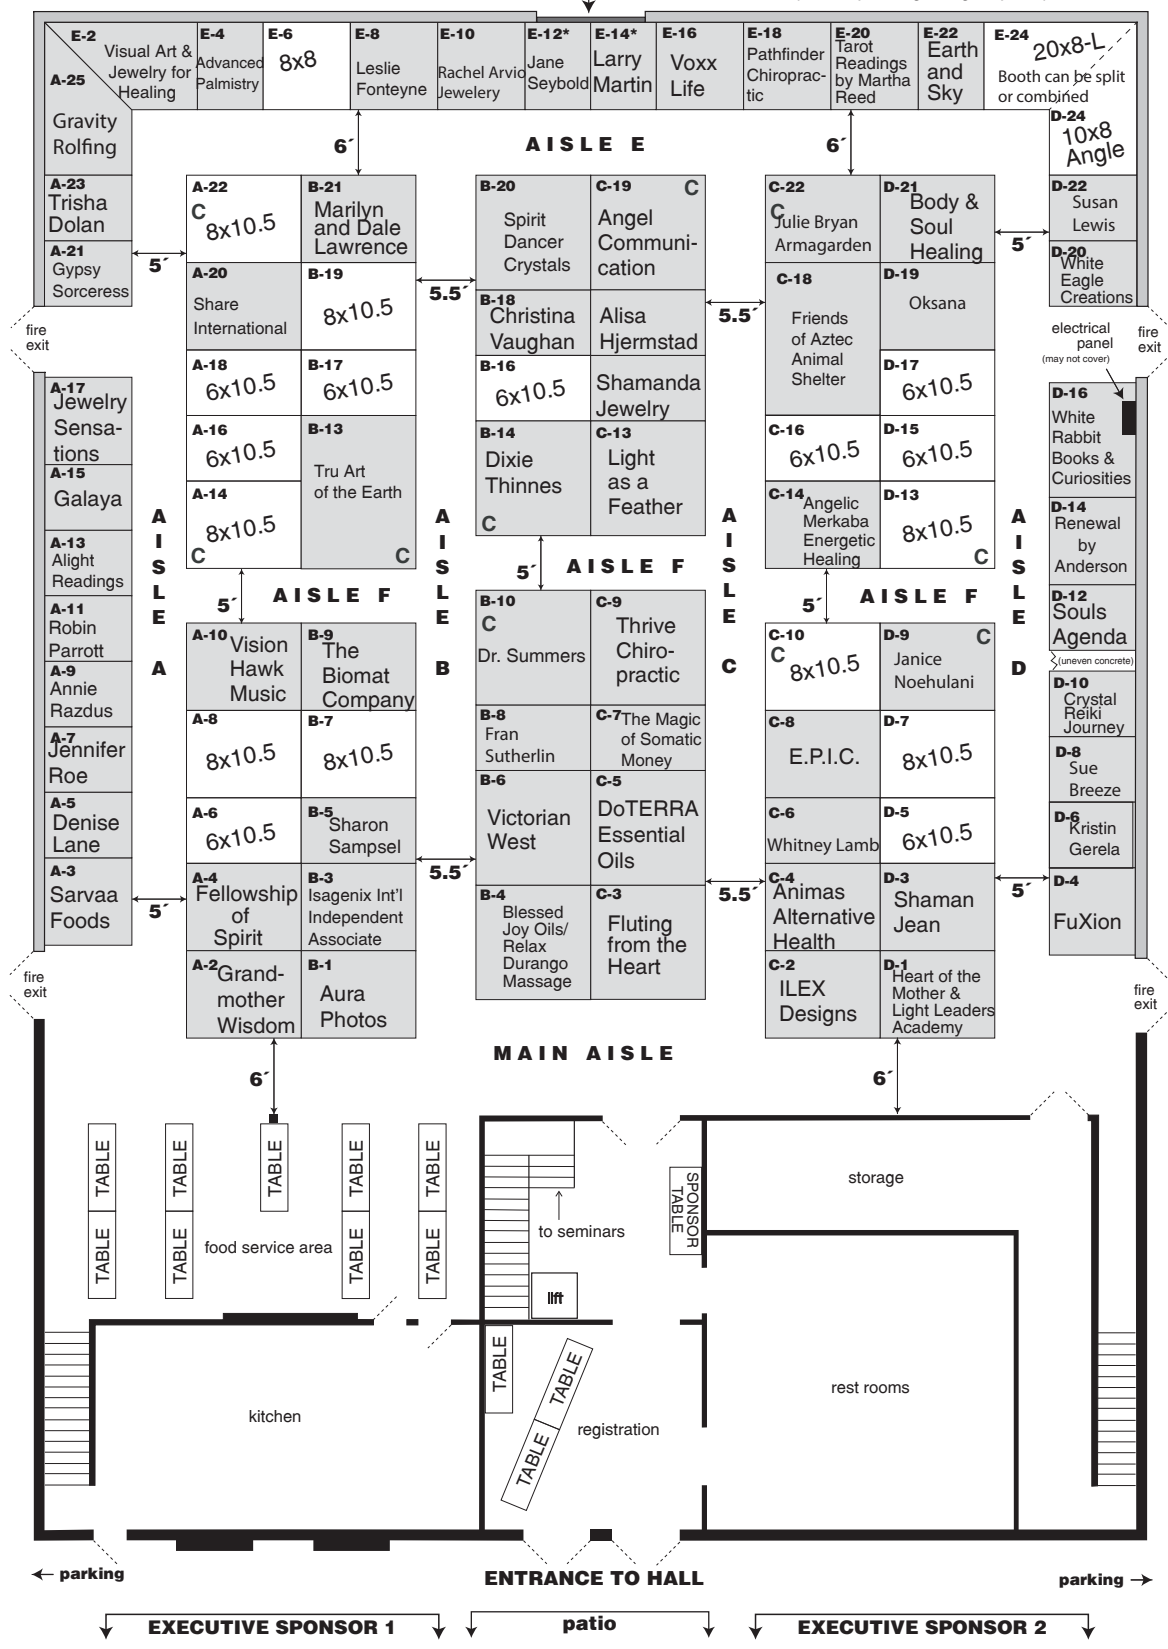 E-2
Visual Art &
Jewelry for
Healing
E-4
Advanced
Palmistry
E-6
8x8
E-8
Leslie
Fonteyne
E-10
Rachel Arvio
Jewelery
E-12*
Jane
Seybold
E-14*
Larry
Martin
E-16
Voxx
Life
E-18
Pathfinder
Chiroprac-
tic
E-20
Tarot
Readings
by Martha
Reed
E-22
Earth
and
Sky
E-24
20x8-L
Booth can be split
or combined
A-25
Gravity
Rolfing
D-24
10x8
Angle
6´
AISLE E
6´
A-23
Trisha
Dolan
A-21
Gypsy
Sorceress
5´
A-22
C
8x10.5
B-21
Marilyn
and Dale
Lawrence
A-20
Share
International
B-19
8x10.5
A-18
6x10.5
B-17
6x10.5
A-16
6x10.5
B-13
Tru Art
of the Earth
C
A-14
8x10.5
C
5.5´
B-20
Spirit
Dancer
Crystals
C-19
C
Angel
Communi-
cation
B-18
Christina
Vaughan
Alisa
Hjermstad
B-16
6x10.5
Shamanda
Jewelry
B-14
Dixie
Thinnes
C
C-13
Light
as a
Feather
5.5´
C-22
C
Julie Bryan
Armagarden
D-21
Body &
Soul
Healing
C-18
Friends
of Aztec
Animal
Shelter
D-19
Oksana
D-17
6x10.5
C-16
6x10.5
D-15
6x10.5
C-14
Angelic
Merkaba
Energetic
Healing
D-13
8x10.5
C
5´
D-22
Susan
Lewis
D-20
White
Eagle
Creations
fire
exit
electrical
panel
(may not cover)
fire
exit
A-17
Jewelry
Sensa-
tions
A-15
Galaya
A-13
Alight
Readings
A-11
Robin
Parrott
A-9
Annie
Razdus
A-7
Jennifer
Roe
A-5
Denise
Lane
A-3
Sarvaa
Foods
AISLE A
AISLE B
AISLE C
AISLE D
D-16
White
Rabbit
Books &
Curiosities
D-14
Renewal
by
Anderson
D-12
Souls
Agenda
(uneven concrete)
D-10
Crystal
Reiki
Journey
D-8
Sue
Breeze
D-6
Kristin
Gerela
D-4
FuXion
5´
AISLE F
5´
AISLE F
5´
AISLE F
A-10
Vision
Hawk
Music
B-9
The
Biomat
Company
A-8
8x10.5
B-7
8x10.5
A-6
6x10.5
B-5
Sharon
Sampsel
A-4
Fellowship
of
Spirit
B-3
Isagenix Int'l
Independent
Associate
A-2
Grand-
mother
Wisdom
B-1
Aura
Photos
5´
5.5´
B-10
C
Dr. Summers
C-9
Thrive
Chiro-
practic
B-8
Fran
Sutherlin
C-7
The Magic
of Somatic
Money
B-6
Victorian
West
C-5
DoTERRA
Essential
Oils
B-4
Blessed
Joy Oils/
Relax
Durango
Massage
C-3
Fluting
from the
Heart
5.5´
C-10
C
8x10.5
D-9
C
Janice
Noehulani
C-8
E.P.I.C.
D-7
8x10.5
C-6
Whitney Lamb
D-5
6x10.5
C-4
Animas
Alternative
Health
D-3
Shaman
Jean
C-2
ILEX
Designs
D-1
Heart of the
Mother &
Light Leaders
Academy
5´
fire
exit
fire
exit
MAIN AISLE
6´
6´
TABLE
TABLE
TABLE
TABLE
TABLE
TABLE
TABLE
TABLE
TABLE
food service area
to seminars
lift
SPONSOR
TABLE
storage
kitchen
TABLE
TABLE
TABLE
registration
rest rooms
parking
ENTRANCE TO HALL
parking
EXECUTIVE SPONSOR 1
patio
EXECUTIVE SPONSOR 2